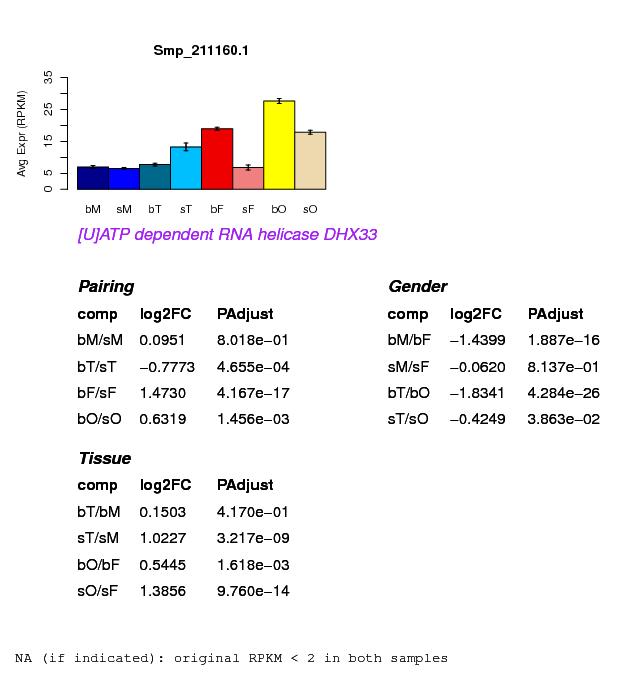 Smp_211160.1
Avg Expr (RPKM)
35
25
15
5
0
bM sM bT sT bF sF bO sO
[U]ATP dependent RNA helicase DHX33
Pairing
comp log2FC PAdjust
bM/sM 0.0951 8.018e−01
bT/sT −0.7773 4.655e−04
bF/sF 1.4730 4.167e−17
bO/sO 0.6319 1.456e−03
Gender
comp log2FC PAdjust
bM/bF −1.4399 1.887e−16
sM/sF −0.0620 8.137e−01
bT/bO −1.8341 4.284e−26
sT/sO −0.4249 3.863e−02
Tissue
comp log2FC PAdjust
bT/bM 0.1503 4.170e−01
sT/sM 1.0227 3.217e−09
bO/bF 0.5445 1.618e−03
sO/sF 1.3856 9.760e−14
NA (if indicated): original RPKM < 2 in both samples